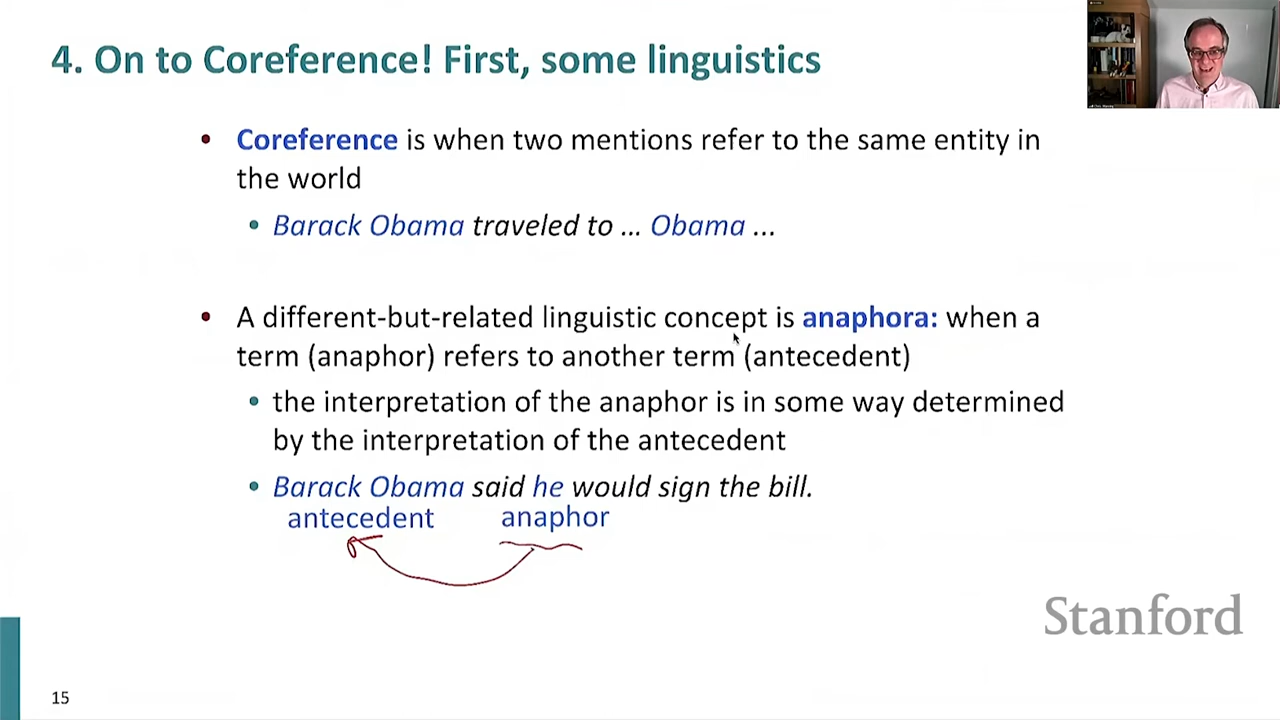 4. On to Coreference! First, some linguistics
• Coreference is when two mentions refer to the same entity in
the world
• Barack Obama traveled to … Obama ...
• A different-but-related linguistic concept is anaphora: when a
term (anaphor) refers to another term (antecedent)
• the interpretation of the anaphor is in some way determined
by the interpretation of the antecedent
• Barack Obama said he would sign the bill.
antecedent anaphor
Stanford
15